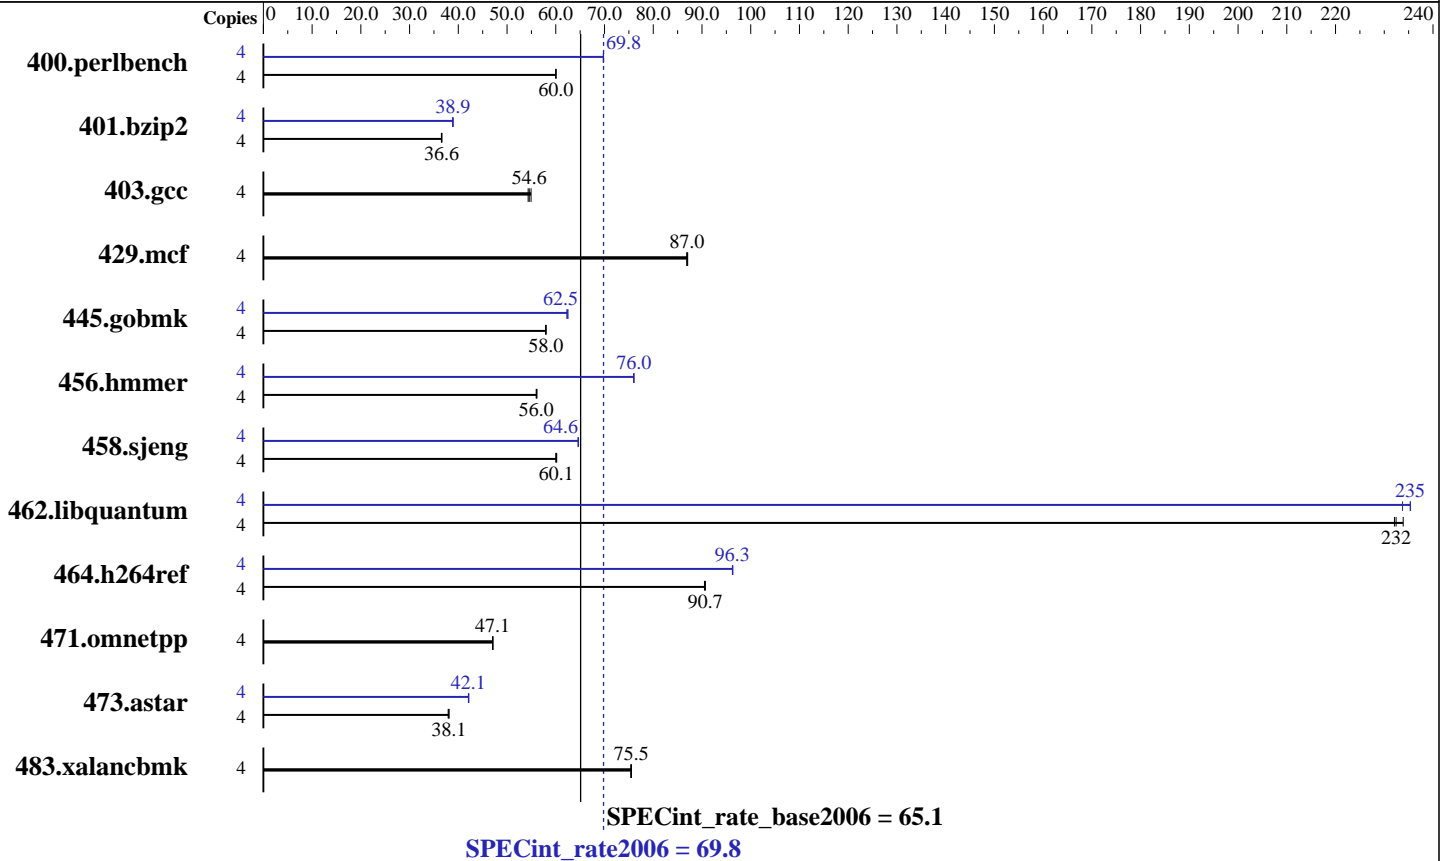 Copies 0 10.0 20.0 30.0 40.0 50.0 60.0 70.0 80.0 90.0 100 110 120 130 140 150 160 170 180 190 200 210 220 240
400.perlbench 4 69.8
4 60.0
401.bzip2 4 38.9
4 36.6
403.gcc 4 54.6
429.mcf 4 87.0
445.gobmk 4 62.5
4 58.0
456.hmmer 4 76.0
4 56.0
458.sjeng 4 64.6
4 60.1
462.libquantum 4 235
4 232
464.h264ref 4 96.3
4 90.7
471.omnetpp 4 47.1
473.astar 4 42.1
4 38.1
483.xalancbmk 4 75.5
SPECint_rate_base2006 = 65.1
SPECint_rate2006 = 69.8